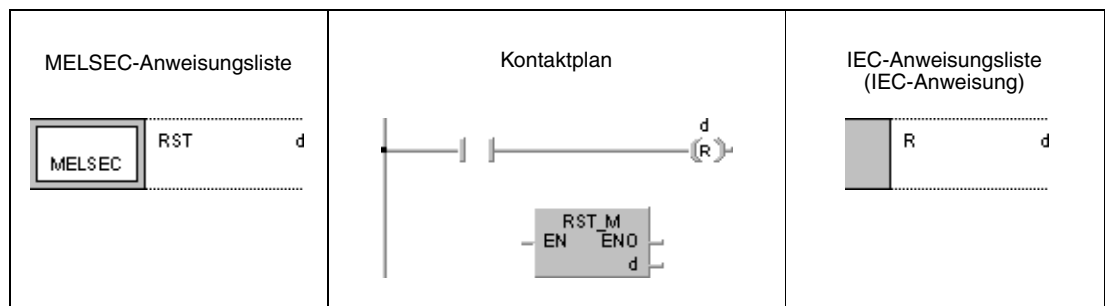 MELSEC-Anweisungsliste
MELSEC
RST d
Kontaktplan
d
R
RST_M
EN ENO
d
IEC-Anweisungsliste
(IEC-Anweisung)
R d